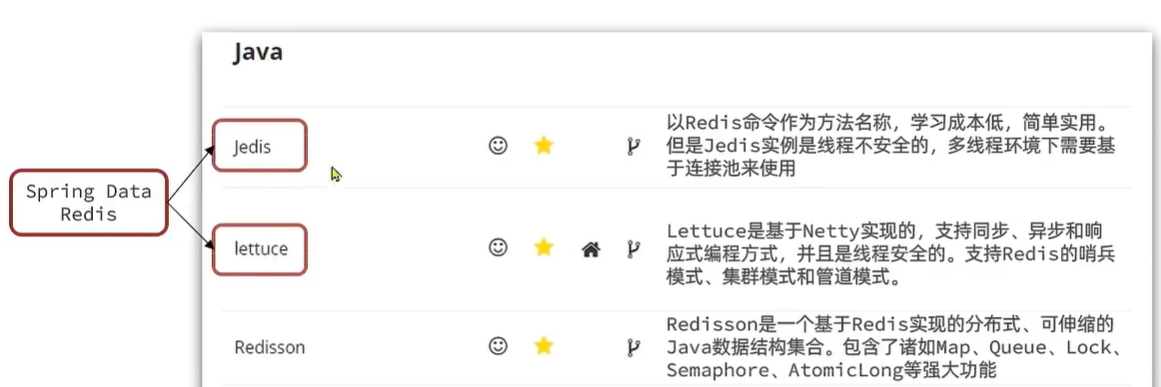 Java
Jedis
以Redis命令作为方法名称，学习成本低，简单实用。
但是Jedis实例是线程不安全的，多线程环境下需要基
于连接池来使用
Spring Data
Redis
lettuce
Lettuce是基于Netty实现的，支持同步、异步和响
应式编程方式，并且是线程安全的。支持Redis的哨兵
模式、集群模式和管道模式。
Redisson
Redisson是一个基于Redis实现的分布式、可伸缩的
Java数据结构集合。包含了诸如Map、Queue、Lock、
Semaphore、AtomicLong等强大功能